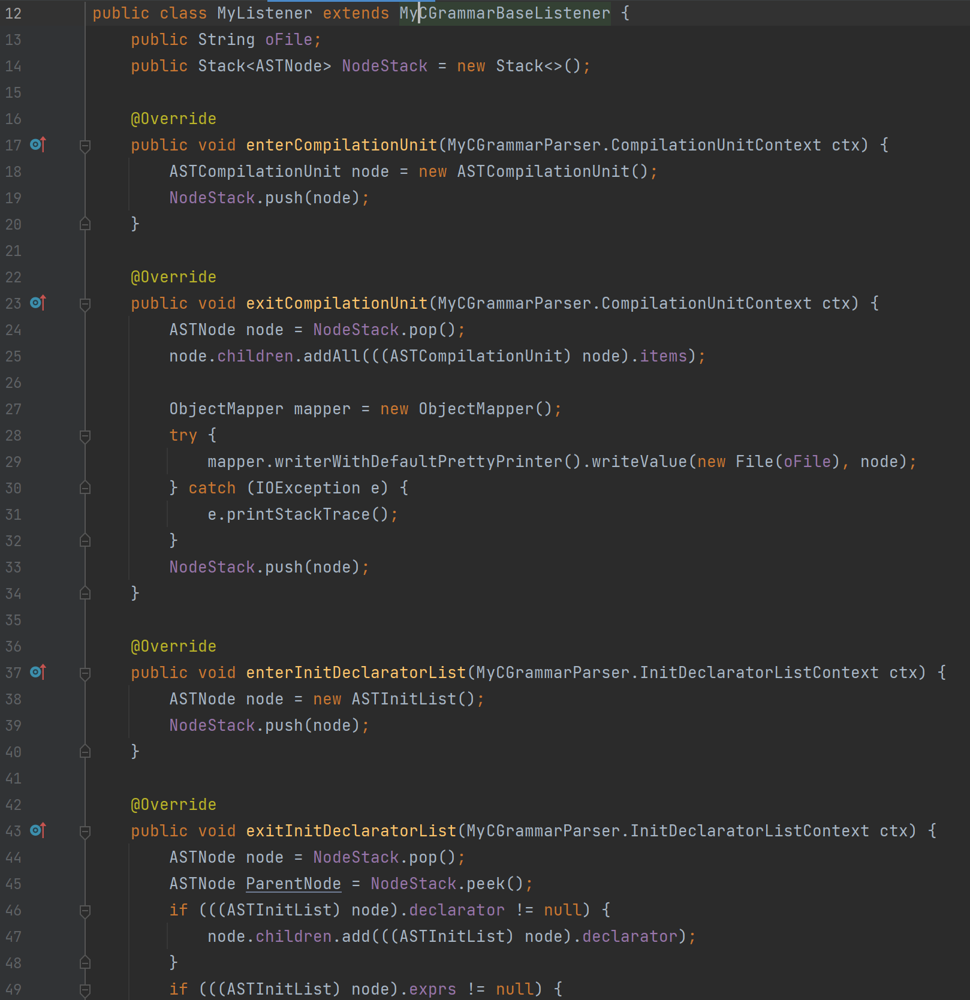 12 public class MyListener extends MyCGrammarBaseListener {
13     public String oFile;
14     public Stack<ASTNode> NodeStack = new Stack<>();
15
16     @Override
17     public void enterCompilationUnit(MyCGrammarParser.CompilationUnitContext ctx) {
18         ASTCompilationUnit node = new ASTCompilationUnit();
19         NodeStack.push(node);
20     }
21
22     @Override
23     public void exitCompilationUnit(MyCGrammarParser.CompilationUnitContext ctx) {
24         ASTNode node = NodeStack.pop();
25         node.children.addAll(((ASTCompilationUnit) node).items);
26
27         ObjectMapper mapper = new ObjectMapper();
28         try {
29             mapper.writerWithDefaultPrettyPrinter().writeValue(new File(oFile), node);
30         } catch (IOException e) {
31             e.printStackTrace();
32         }
33         NodeStack.push(node);
34     }
35
36     @Override
37     public void enterInitDeclaratorList(MyCGrammarParser.InitDeclaratorListContext ctx) {
38         ASTNode node = new ASTInitList();
39         NodeStack.push(node);
40     }
41
42     @Override
43     public void exitInitDeclaratorList(MyCGrammarParser.InitDeclaratorListContext ctx) {
44         ASTNode node = NodeStack.pop();
45         ASTNode ParentNode = NodeStack.peek();
46         if (((ASTInitList) node).declarator != null) {
47             node.children.add(((ASTInitList) node).declarator);
48         }
49         if (((ASTInitList) node).exprs != null) {